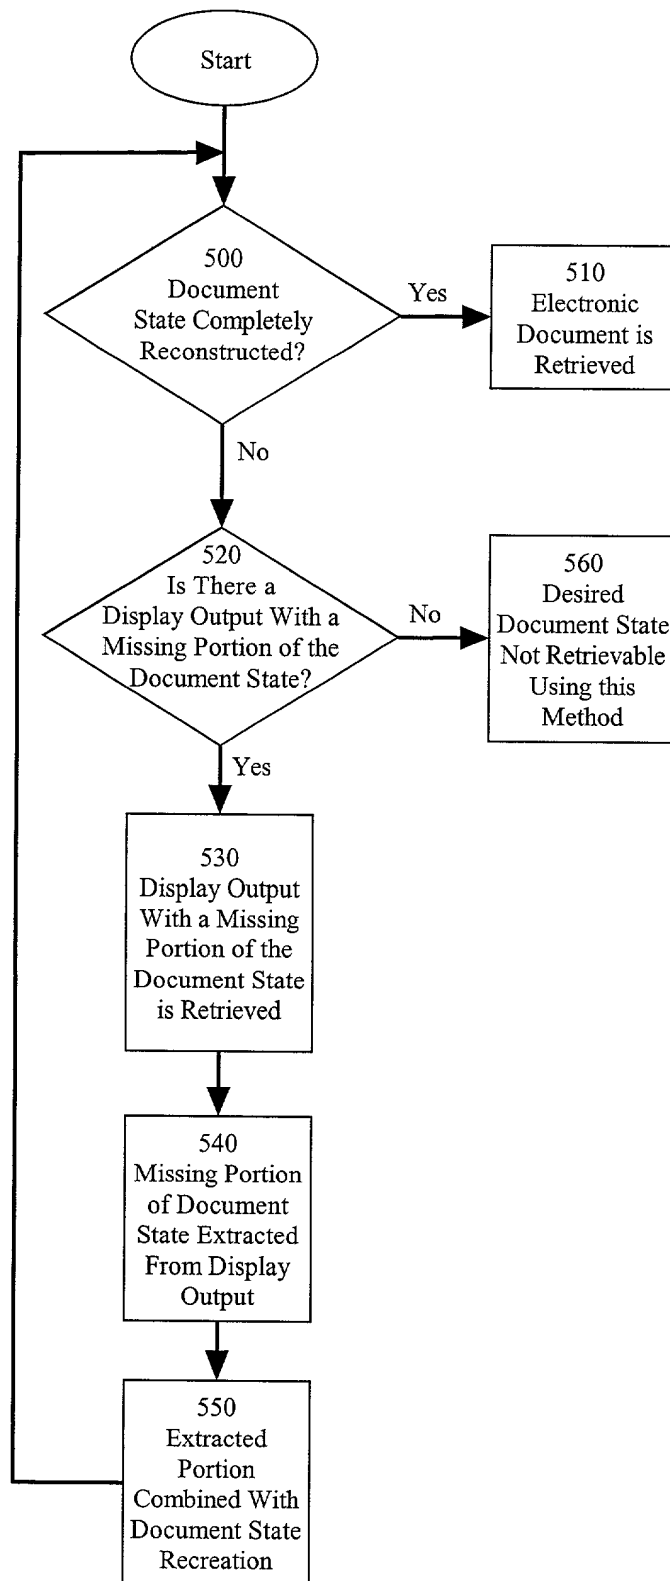 Start
500
Document
State Completely
Reconstructed?
Yes
510
Electronic
Document is
Retrieved
No
520
Is There a
Display Output With a
Missing Portion of the
Document State?
No
560
Desired
Document State
Not Retrievable
Using this
Method
Yes
530
Display Output
With a Missing
Portion of the
Document State
is Retrieved
540
Missing Portion
of Document
State Extracted
From Display
Output
550
Extracted
Portion
Combined With
Document State
Recreation